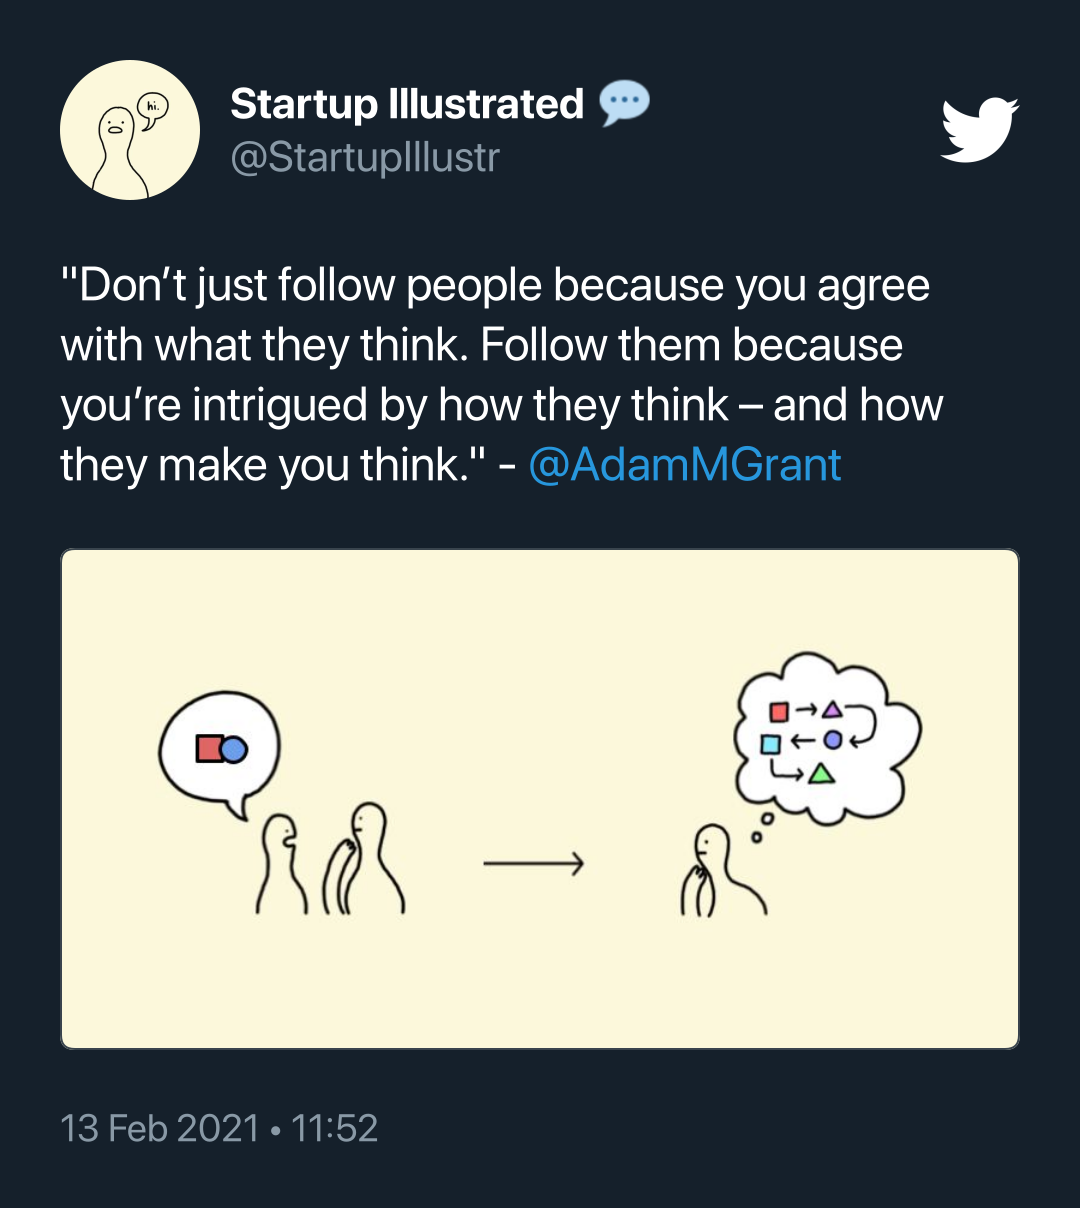 hi.
Startup Illustrated 💬
@StartupIllustr
"Don’t just follow people because you agree
with what they think. Follow them because
you’re intrigued by how they think – and how
they make you think." - @AdamMGrant
13 Feb 2021 • 11:52